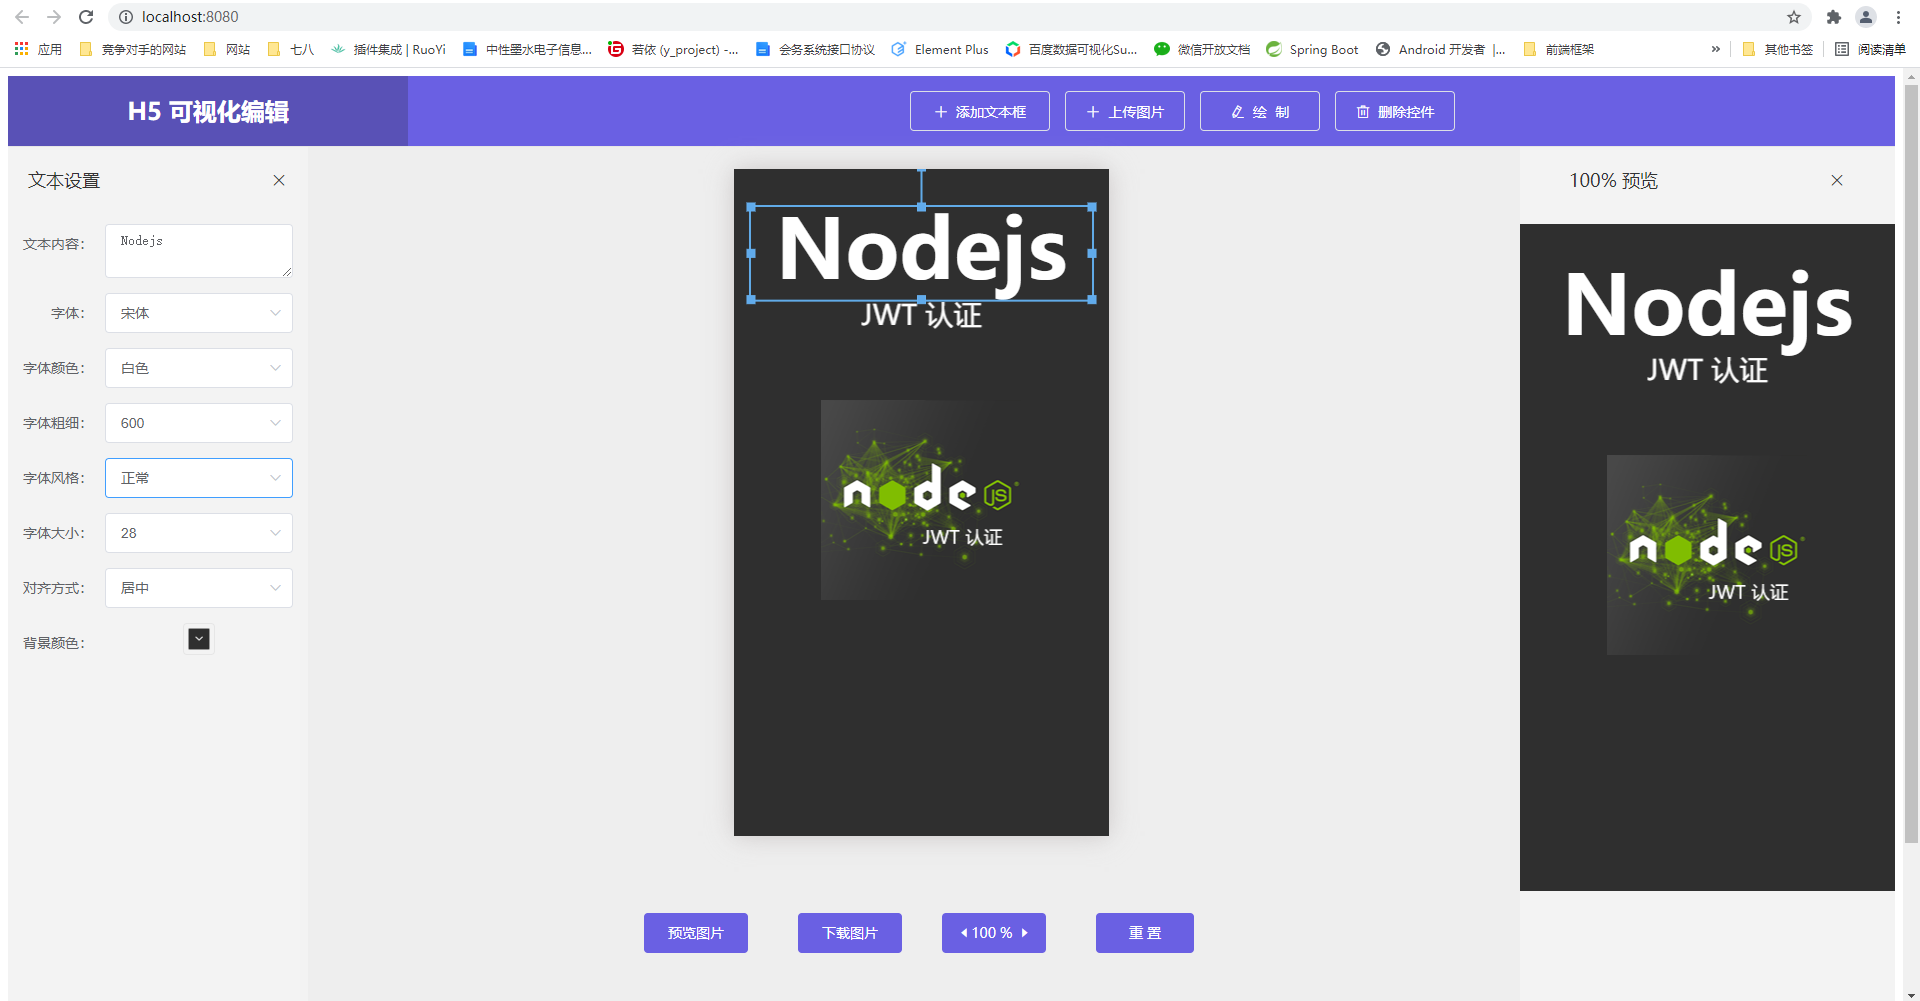 localhost:8080
应用 竞争对手的网站 网站 七八 插件集成 | RuoYi 中性墨水电子信息... 若依 (y_project) -... 会务系统接口协议 Element Plus 百度数据可视化Su... 微信开放文档 Spring Boot Android 开发者 |... 前端框架 » 其他书签 阅读清单
H5 可视化编辑
添加文本框 上传图片 绘 制 删除控件
文本设置
文本内容： Nodejs
字体： 宋体
字体颜色： 白色
字体粗细： 600
字体风格： 正常
字体大小： 28
对齐方式： 居中
背景颜色：
Nodejs
JWT 认证
node JS
JWT 认证
预览图片 下载图片 100 % 重 置
100% 预览
Nodejs
JWT 认证
node JS
JWT 认证